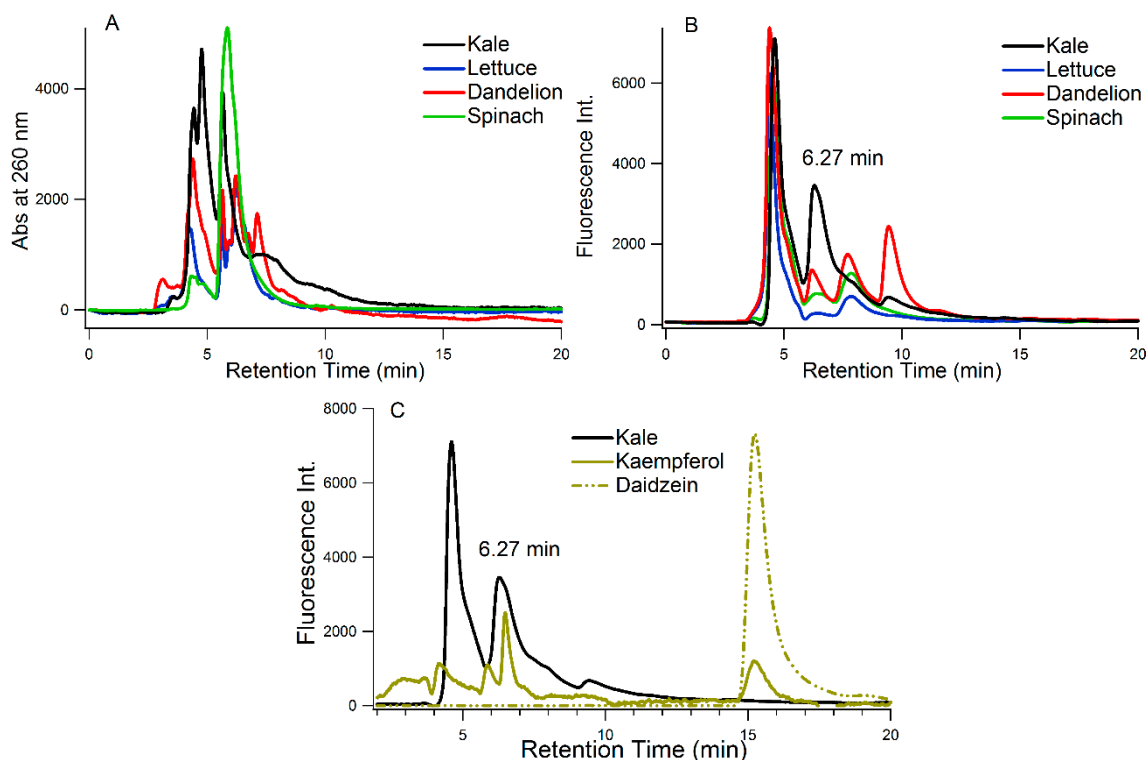 A
Kale
Lettuce
Dandelion
Spinach
4000
2000
0
Abs at 260 nm
0 5 10 15 20
Retention Time (min)
B
Kale
Lettuce
Dandelion
Spinach
6.27 min
6000
4000
2000
0
Fluorescence Int.
0 5 10 15 20
Retention Time (min)
C
Kale
Kaempferol
Daidzein
6.27 min
8000
6000
4000
2000
0
Fluorescence Int.
5 10 15 20
Retention Time (min)